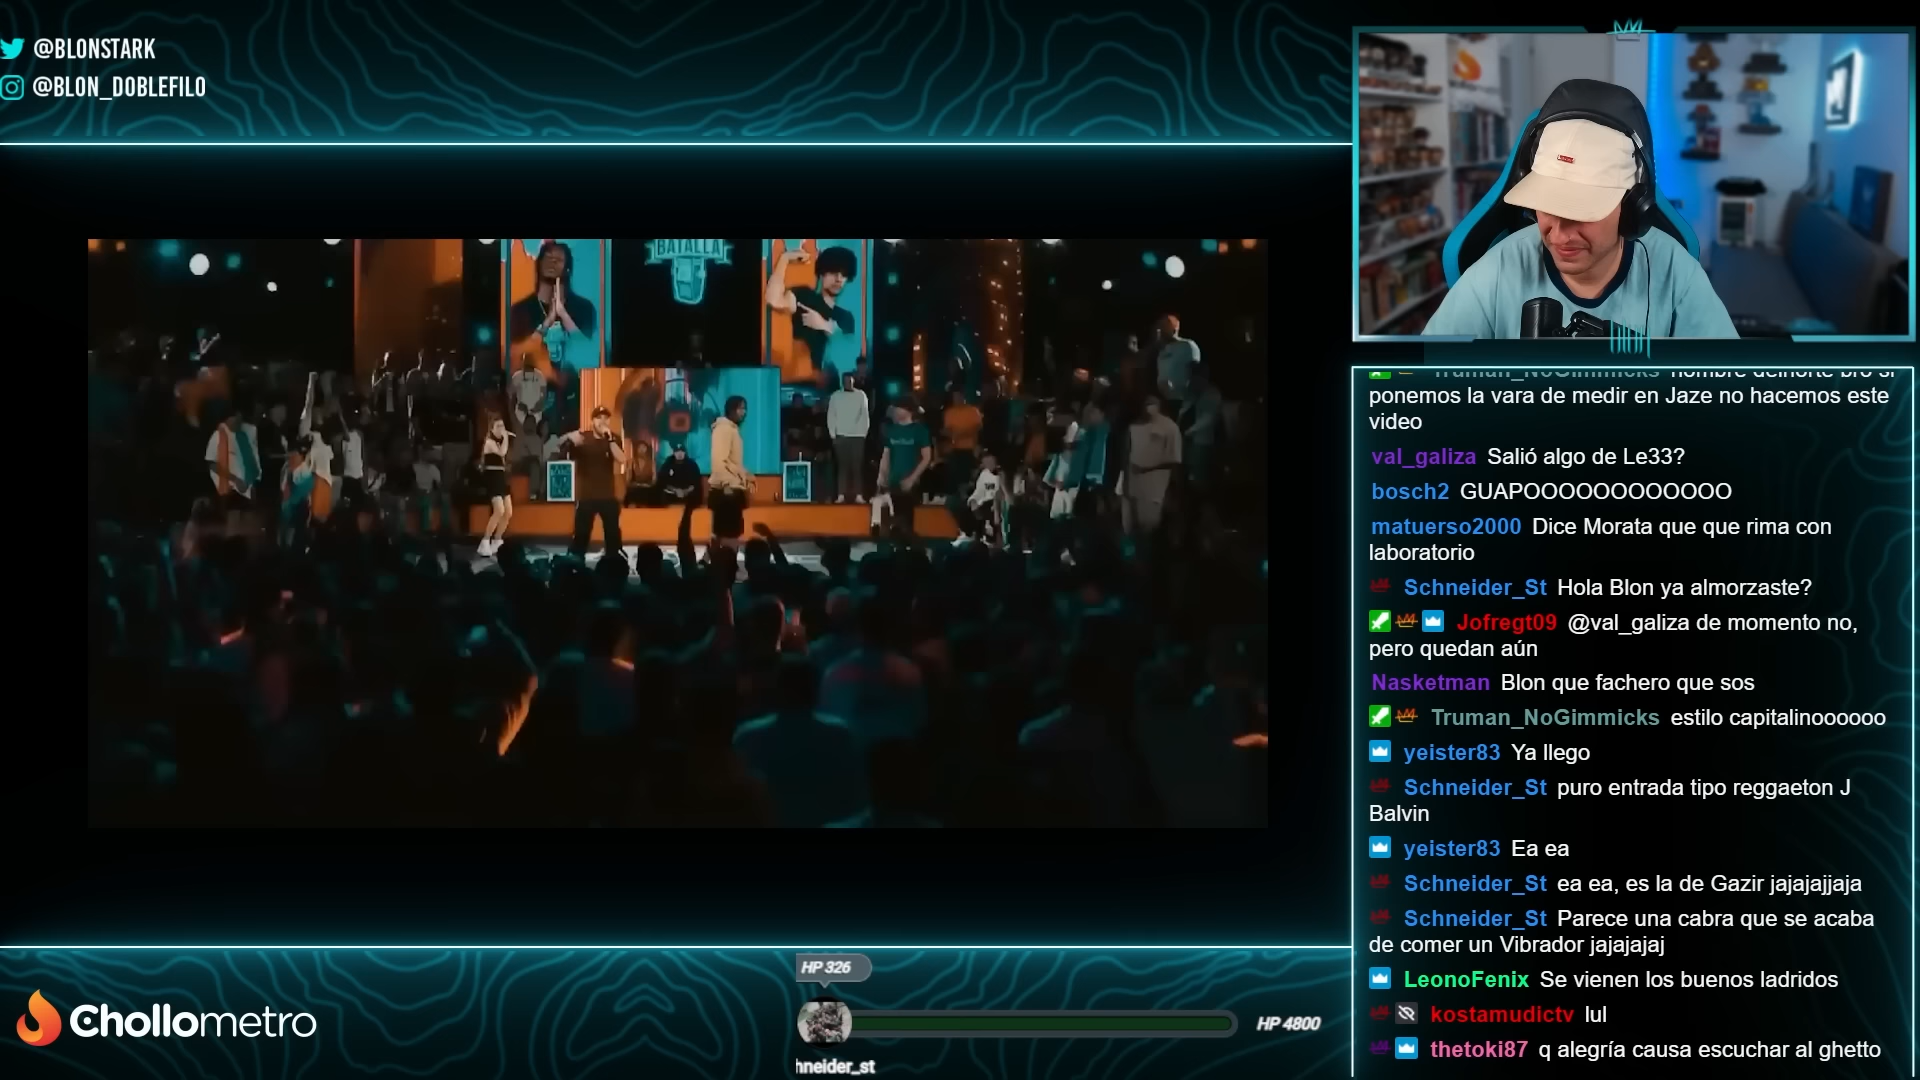 @BLONSTARK
@BLON_DOBLEFILO
BATALLA
Truman_NoGimmicks hombre delnorte bro si
ponemos la vara de medir en Jaze no hacemos este
video
val_galiza Salió algo de Le33?
bosch2 GUAPOOOOOOOOOOOO
matuerso2000 Dice Morata que que rima con
laboratorio
Schneider_St Hola Blon ya almorzaste?
Jofregt09 @val_galiza de momento no,
pero quedan aún
Nasketman Blon que fachero que sos
Truman_NoGimmicks estilo capitalinoooooo
yeister83 Ya llego
Schneider_St puro entrada tipo reggaeton J
Balvin
yeister83 Ea ea
Schneider_St ea ea, es la de Gazir jajajajjaja
Schneider_St Parece una cabra que se acaba
de comer un Vibrador jajajajaj
LeonoFenix Se vienen los buenos ladridos
kostamudictv lul
thetoki87 q alegría causa escuchar al ghetto
Chollometro
HP 326
HP 4800
hneider_st